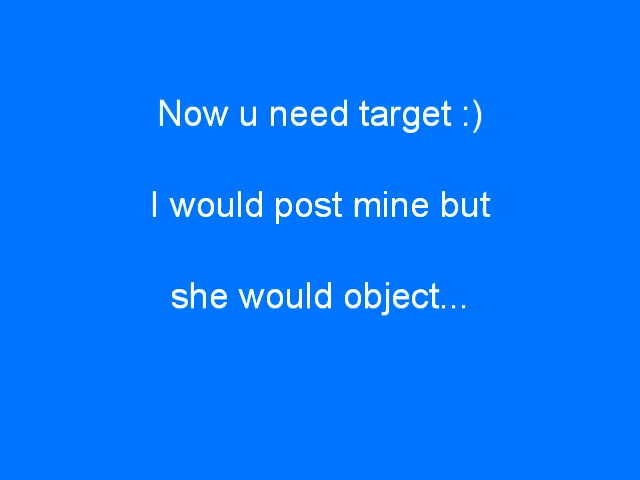 Now u need target :)
I would post mine but
she would object...